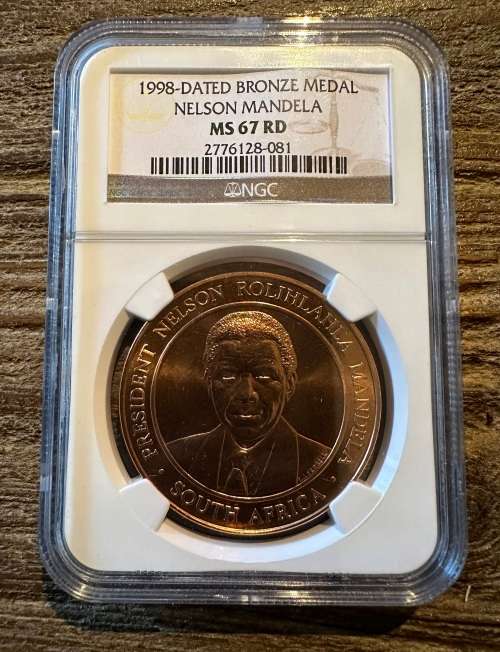 1998-DATED BRONZE MEDAL
NELSON MANDELA
MS 67 RD
2776128-081
NGC
PRESIDENT NELSON ROLIHLAHLA MANDELA
SOUTH AFRICA